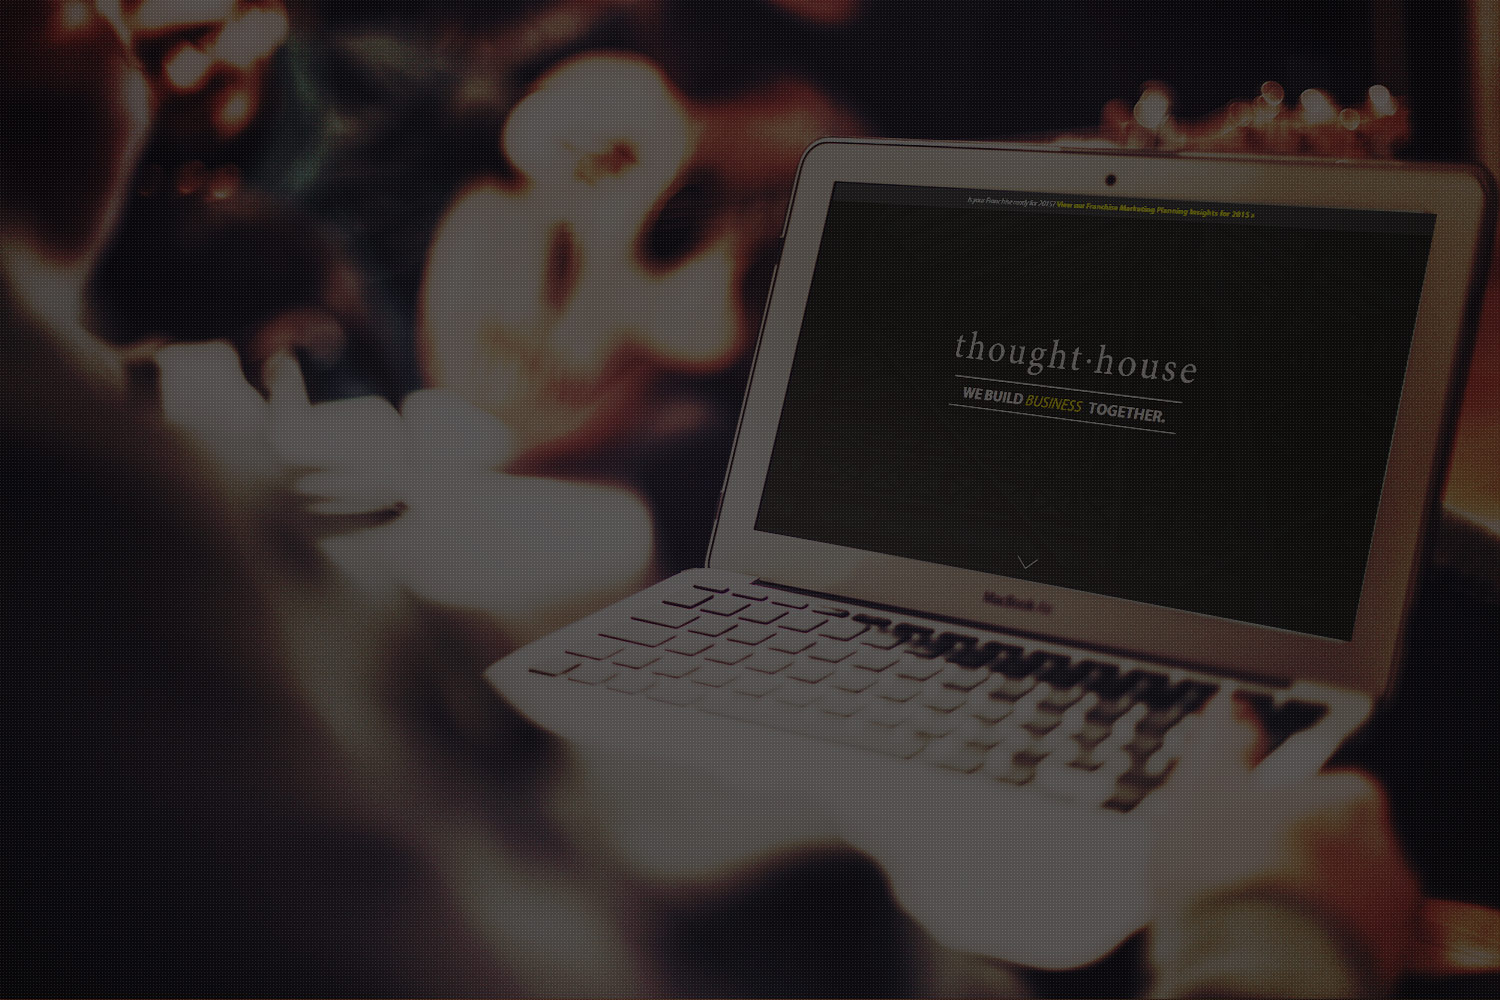 Is your Franchise ready for 2015? View our Franchise Marketing Planning Insights for 2015 »
thought·house
WE BUILD BUSINESS TOGETHER.
MacBook Air